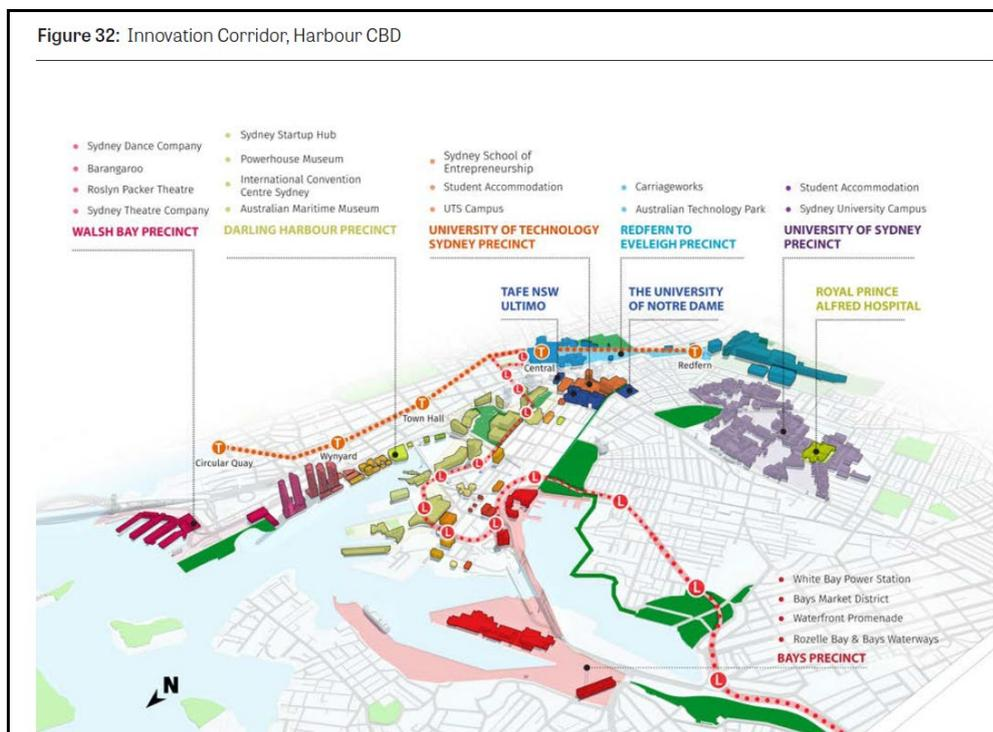 Figure 32: Innovation Corridor, Harbour CBD
Sydney Dance Company
Barangaroo
Roslyn Packer Theatre
Sydney Theatre Company
WALSH BAY PRECINCT
Sydney Startup Hub
Powerhouse Museum
International Convention
Centre Sydney
Australian Maritime Museum
DARLING HARBOUR PRECINCT
Sydney School of
Entrepreneurship
Student Accommodation
UTS Campus
UNIVERSITY OF TECHNOLOGY
SYDNEY PRECINCT
Carriageworks
Australian Technology Park
REDFERN TO
EVELEIGH PRECINCT
Student Accommodation
Sydney University Campus
UNIVERSITY OF SYDNEY
PRECINCT
TAFE NSW
ULTIMO
THE UNIVERSITY
OF NOTRE DAME
ROYAL PRINCE
ALFRED HOSPITAL
L
T
Central
T
Redfern
L
L
T
Town Hall
L
T
Circular Quay
T
Wynyard
L
L
L
L
L
L
L
L
L
White Bay Power Station
Bays Market District
Waterfront Promenade
Rozelle Bay & Bays Waterways
BAYS PRECINCT
L
N